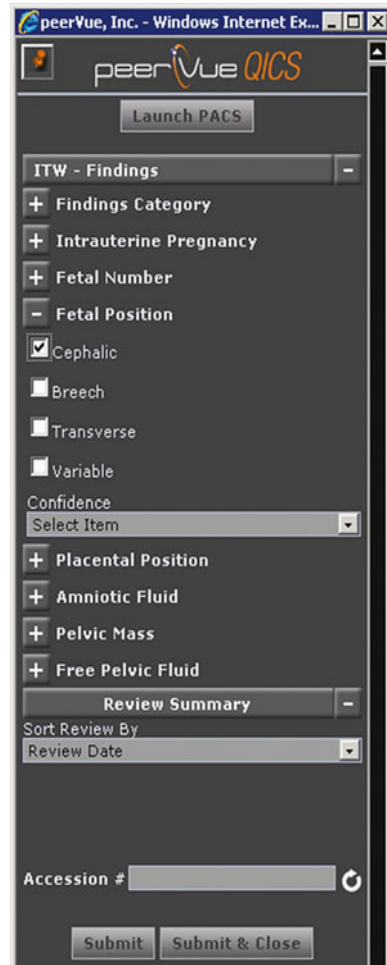 peerVue, Inc. - Windows Internet Ex...
peerVue QICS
Launch PACS
ITW - Findings
Findings Category
Intrauterine Pregnancy
Fetal Number
Fetal Position
Cephalic
Breech
Transverse
Variable
Confidence
Select Item
Placental Position
Amniotic Fluid
Pelvic Mass
Free Pelvic Fluid
Review Summary
Sort Review By
Review Date
Accession #
Submit Submit & Close